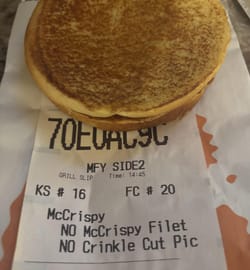 70E0AC9C
MFY SIDE2
GRILL SLIP Time: 14:45
KS # 16 FC # 20
McCrispy
NO McCrispy Filet
NO Crinkle Cut Pic